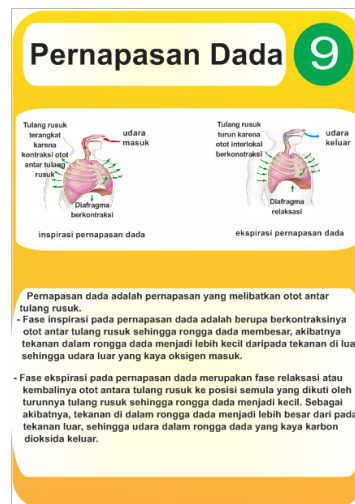 Pernapasan Dada
9
Tulang rusuk
terangkat
karena
kontraksi otot
antar tulang
rusuk
udara
masuk
Diafragma
berkontraksi
inspirasi pernapasan dada
Tulang rusuk
turun karena
otot interlokal
berkonstraksi
udara
keluar
Diafragma
relaksasi
ekspirasi pernapasan dada
Pernapasan dada adalah pernapasan yang melibatkan otot antar
tulang rusuk.
- Fase inspirasi pada pernapasan dada adalah berupa berkontraksinya
otot antar tulang rusuk sehingga rongga dada membesar, akibatnya
tekanan dalam rongga dada menjadi lebih kecil daripada tekanan di lua
sehingga udara luar yang kaya oksigen masuk.
- Fase ekspirasi pada pernapasan dada merupakan fase relaksasi atau
kembalinya otot antara tulang rusuk ke posisi semula yang dikuti oleh
turunnya tulang rusuk sehingga rongga dada menjadi kecil. Sebagai
akibatnya, tekanan di dalam rongga dada menjadi lebih besar dari pada
tekanan luar, sehingga udara dalam rongga dada yang kaya karbon
dioksida keluar.